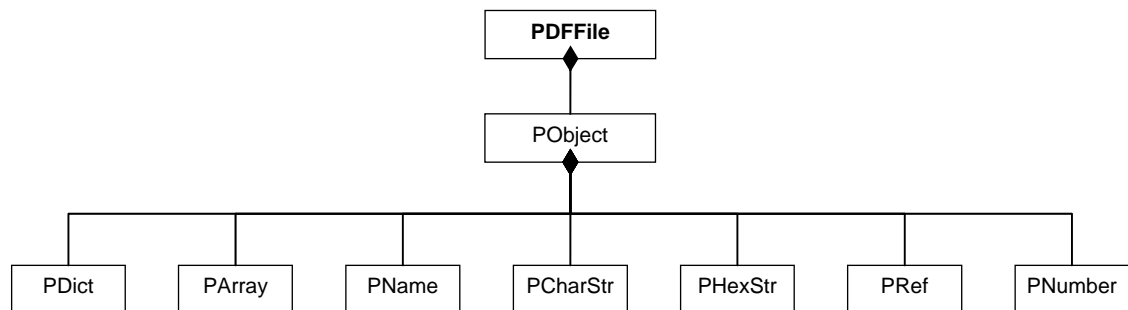 PDFFile
PObject
PDict PArray PName PCharStr PHexStr PRef PNumber